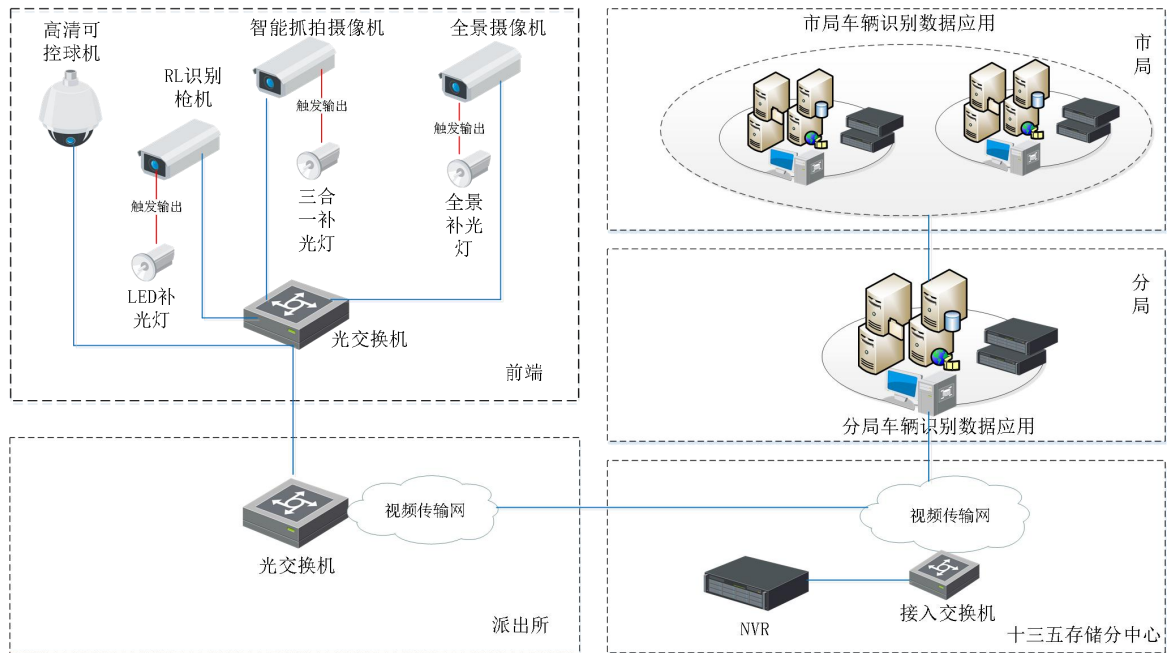 高清可
控球机
RL识别
枪机
智能抓拍摄像机
全景摄像机
触发输出
触发输出
触发输出
LED补
光灯
三合
一补
光灯
全景
补光
灯
光交换机
前端
光交换机
视频传输网
派出所
市局车辆识别数据应用
市
局
分
局
分局车辆识别数据应用
视频传输网
NVR
接入交换机
十三五存储分中心